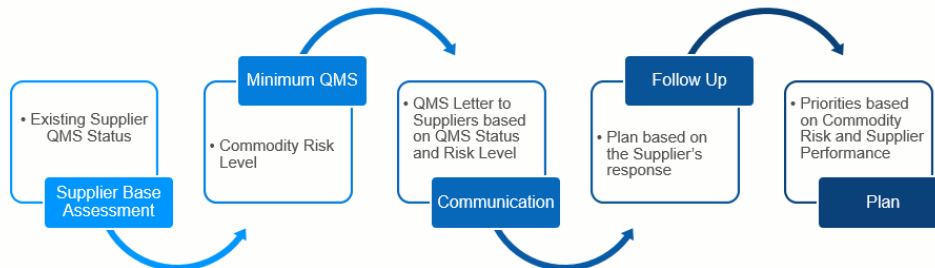 • Existing Supplier
QMS Status
Supplier Base
Assessment
Minimum QMS
• Commodity Risk
Level
• QMS Letter to
Suppliers based
on QMS Status
and Risk Level
Communication
Follow Up
• Plan based on
the Supplier's
response
• Priorities based
on Commodity
Risk and Supplier
Performance
Plan